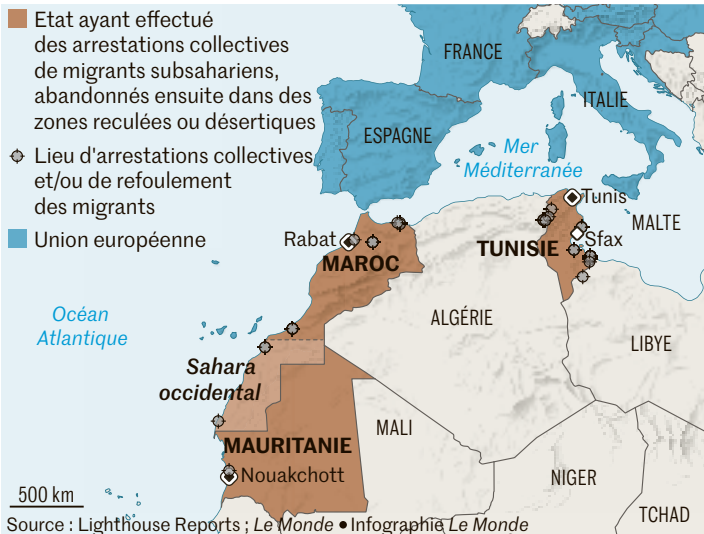 Etat ayant effectué
des arrestations collectives
de migrants subsahariens,
abandonnés ensuite dans des
zones reculées ou désertiques
Lieu d'arrestations collectives
et/ou de refoulement
des migrants
Union européenne
FRANCE
ITALIE
ESPAGNE
Mer
Méditerranée
Tunis
MALTE
Rabat
Sfax
TUNISIE
MAROC
Océan
Atlantique
ALGÉRIE
LIBYE
Sahara
occidental
MALI
MAURITANIE
Nouakchott
NIGER
TCHAD
500 km
Source : Lighthouse Reports ; Le Monde • Infographie Le Monde